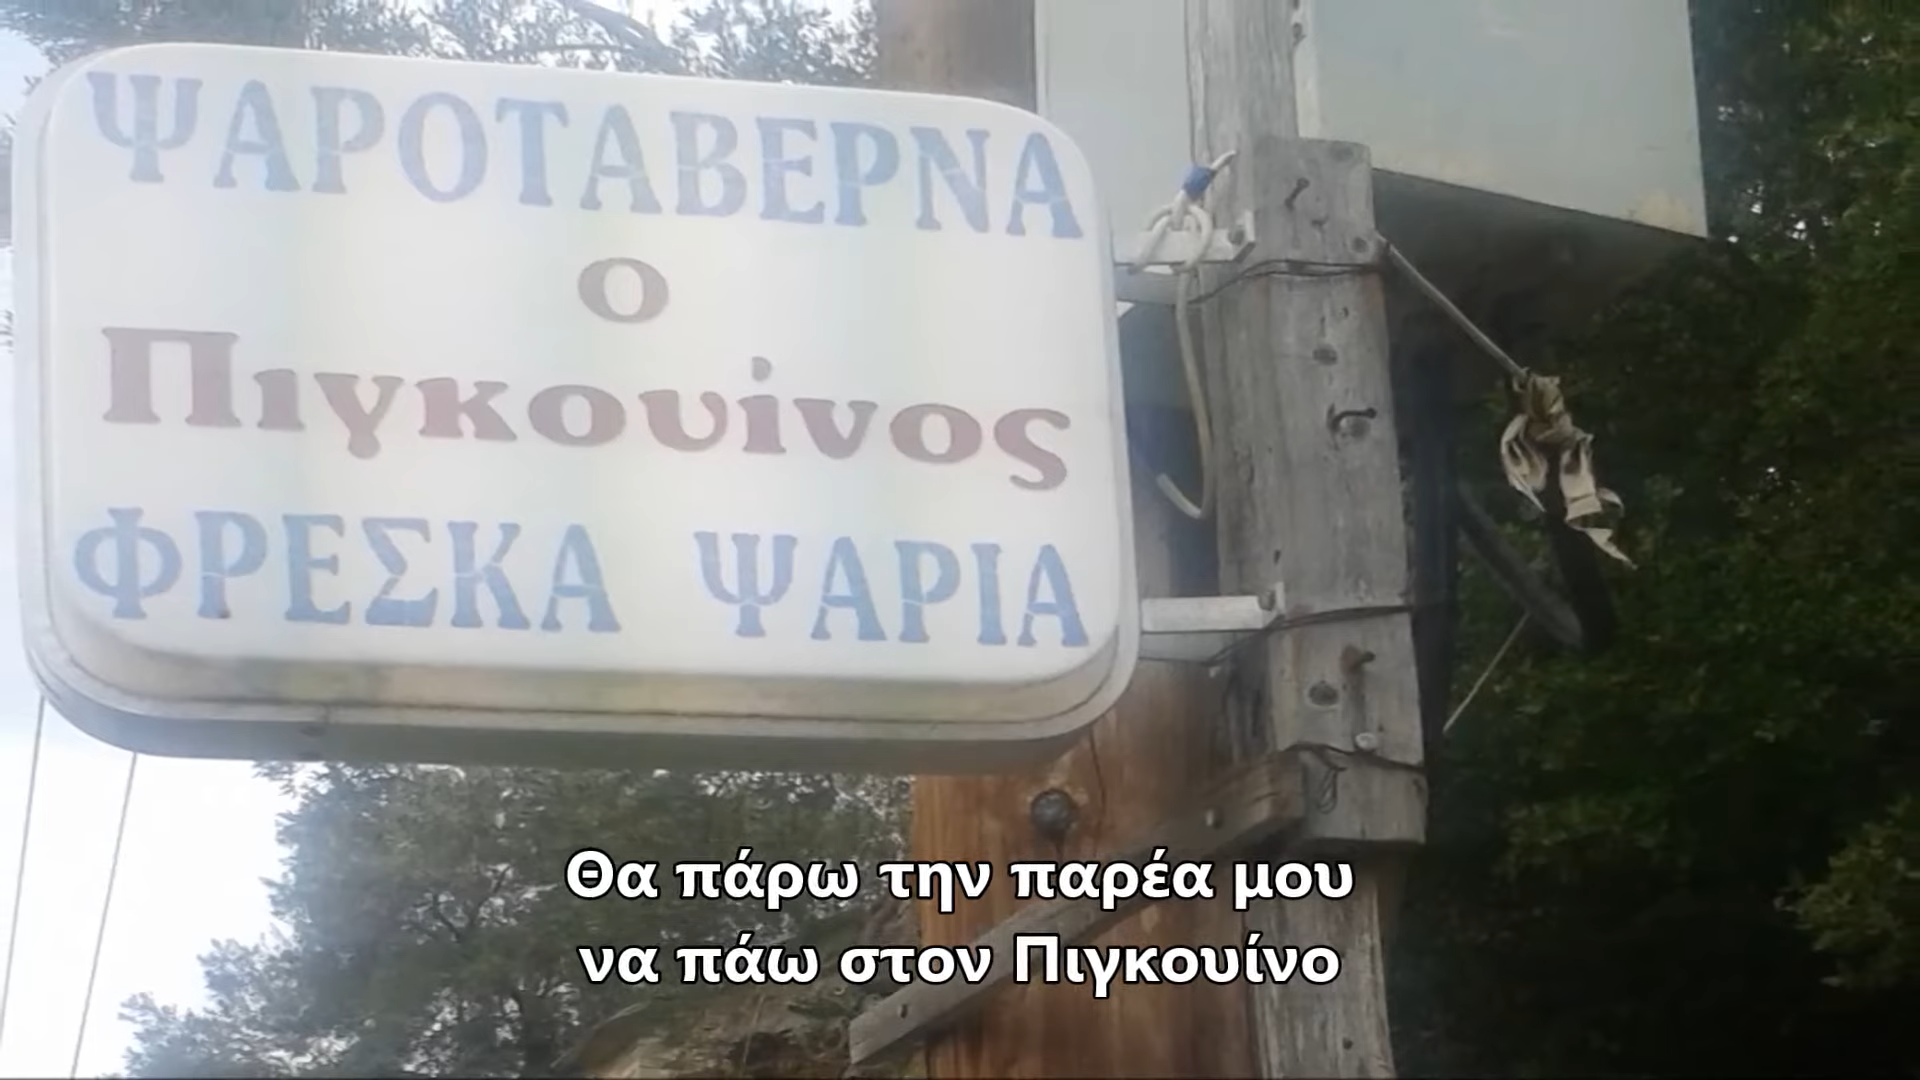 ΨΑΡΟΤΑΒΕΡΝΑ
ο
Πιγκουίνος
ΦΡΕΣΚΑ ΨΑΡΙΑ
Θα πάρω την παρέα μου
να πάω στον Πιγκουίνο